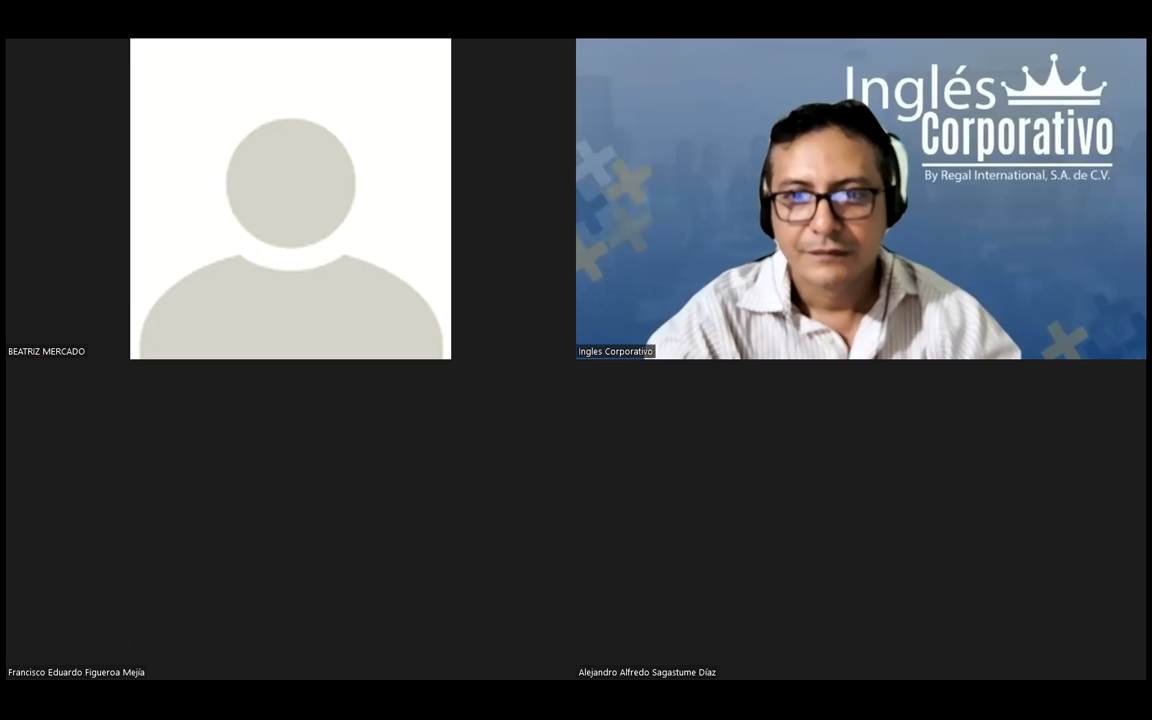 Inglés
Corporativo
By Regal International, S.A. de C.V.
BEATRIZ MERCADO
Ingles Corporativo
Francisco Eduardo Figueroa Mejía
Alejandro Alfredo Sagastume Díaz